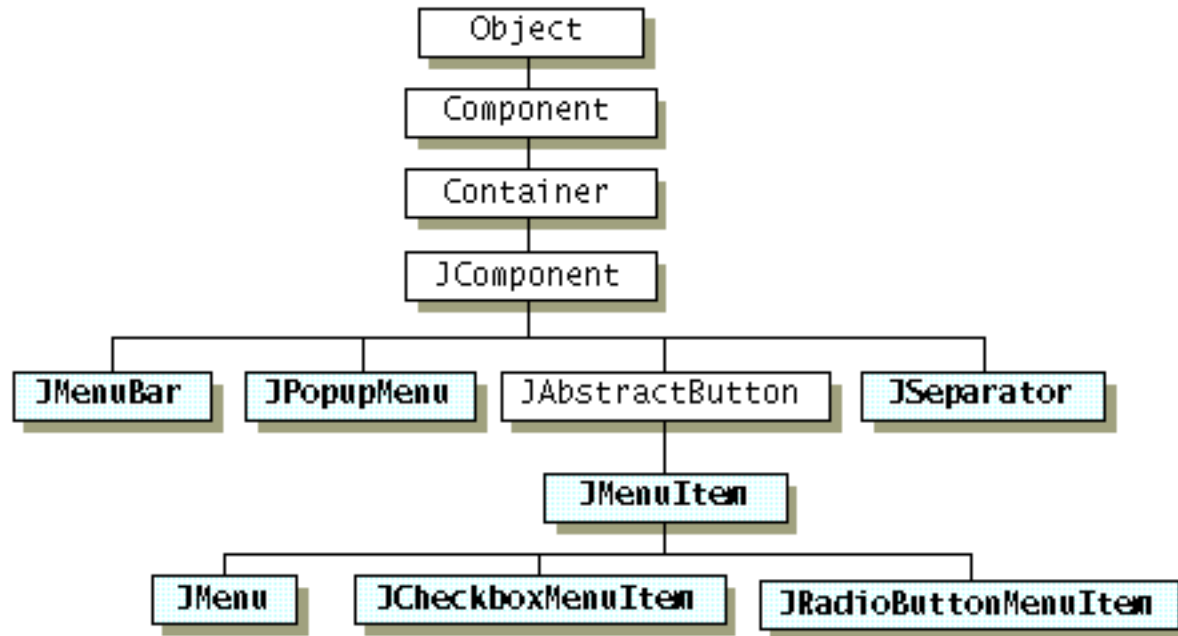 Object
Component
Container
JComponent
JMenuBar
JPopupMenu
JAbstractButton
JSeparator
JMenuItem
JMenu
JCheckboxMenuItem
JRadioButtonMenuItem